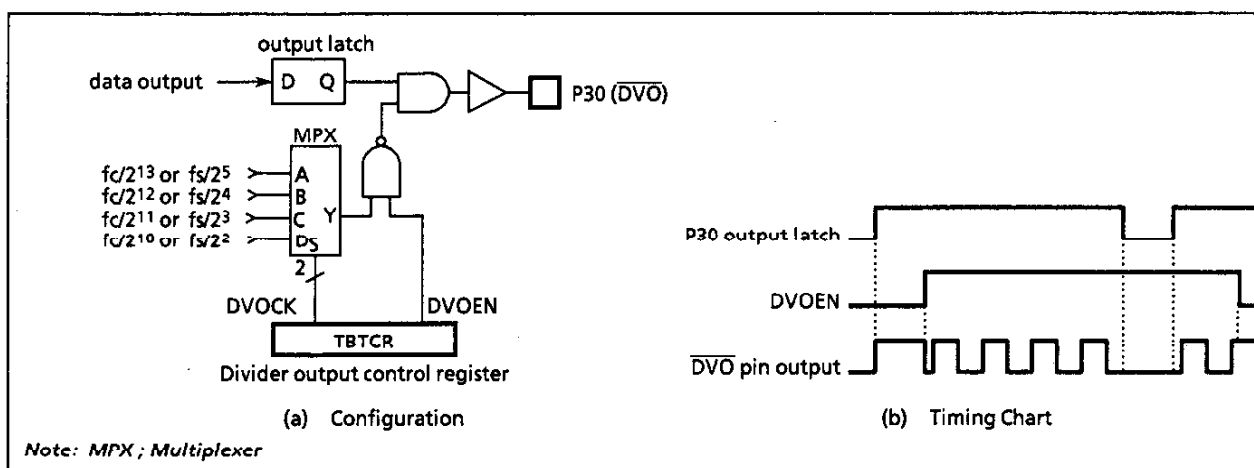 output latch
data output
D Q
P30 (DVO)
MPX
fc/2¹³ or fs/2⁵
fc/2¹² or fs/2⁴
fc/2¹¹ or fs/2³
fc/2¹⁰ or fs/2²
A
B
C
D
Y
S
2
DVOCK
DVOEN
TBTCR
Divider output control register
(a) Configuration
P30 output latch
DVOEN
DVO pin output
(b) Timing Chart
Note: MPX ; Multiplexer